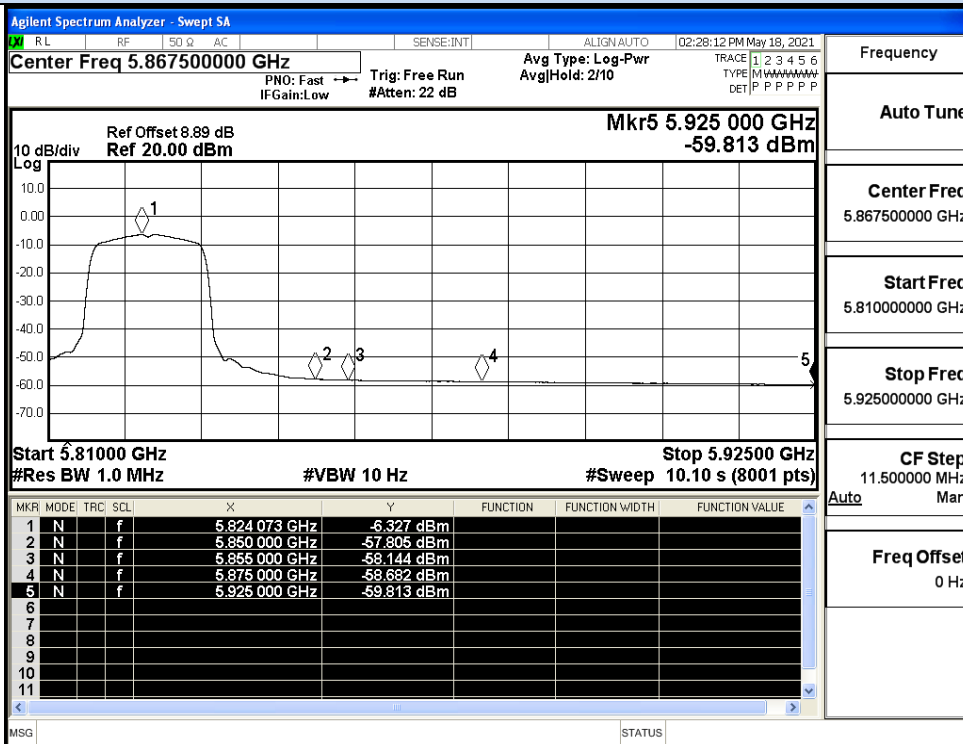 Agilent Spectrum Analyzer - Swept SA
LXI RL RF 50 Ω AC SENSE:INT ALIGN AUTO 02:28:12 PM May 18, 2021
Center Freq 5.867500000 GHz
PNO: Fast Trig: Free Run Avg Type: Log-Pwr TRACE 1 2 3 4 5 6
IFGain:Low #Atten: 22 dB Avg|Hold: 2/10 TYPE M WWWWW
DET P P P P P P
Ref Offset 8.89 dB
10 dB/div Ref 20.00 dBm
Log
Mkr5 5.925 000 GHz
-59.813 dBm
10.0
0.00
-10.0
-20.0
-30.0
-40.0
-50.0
-60.0
-70.0
1
2
3
4
5
Start 5.81000 GHz Stop 5.92500 GHz
#Res BW 1.0 MHz #VBW 10 Hz #Sweep 10.10 s (8001 pts)
MKR MODE TRC SCL X Y FUNCTION FUNCTION WIDTH FUNCTION VALUE
1 N f 5.824 073 GHz -6.327 dBm
2 N f 5.850 000 GHz -57.805 dBm
3 N f 5.855 000 GHz -58.144 dBm
4 N f 5.875 000 GHz -58.682 dBm
5 N f 5.925 000 GHz -59.813 dBm
6
7
8
9
10
11
MSG STATUS
Frequency
Auto Tune
Center Freq
5.867500000 GHz
Start Freq
5.810000000 GHz
Stop Freq
5.925000000 GHz
CF Step
11.500000 MHz
Auto Man
Freq Offset
0 Hz